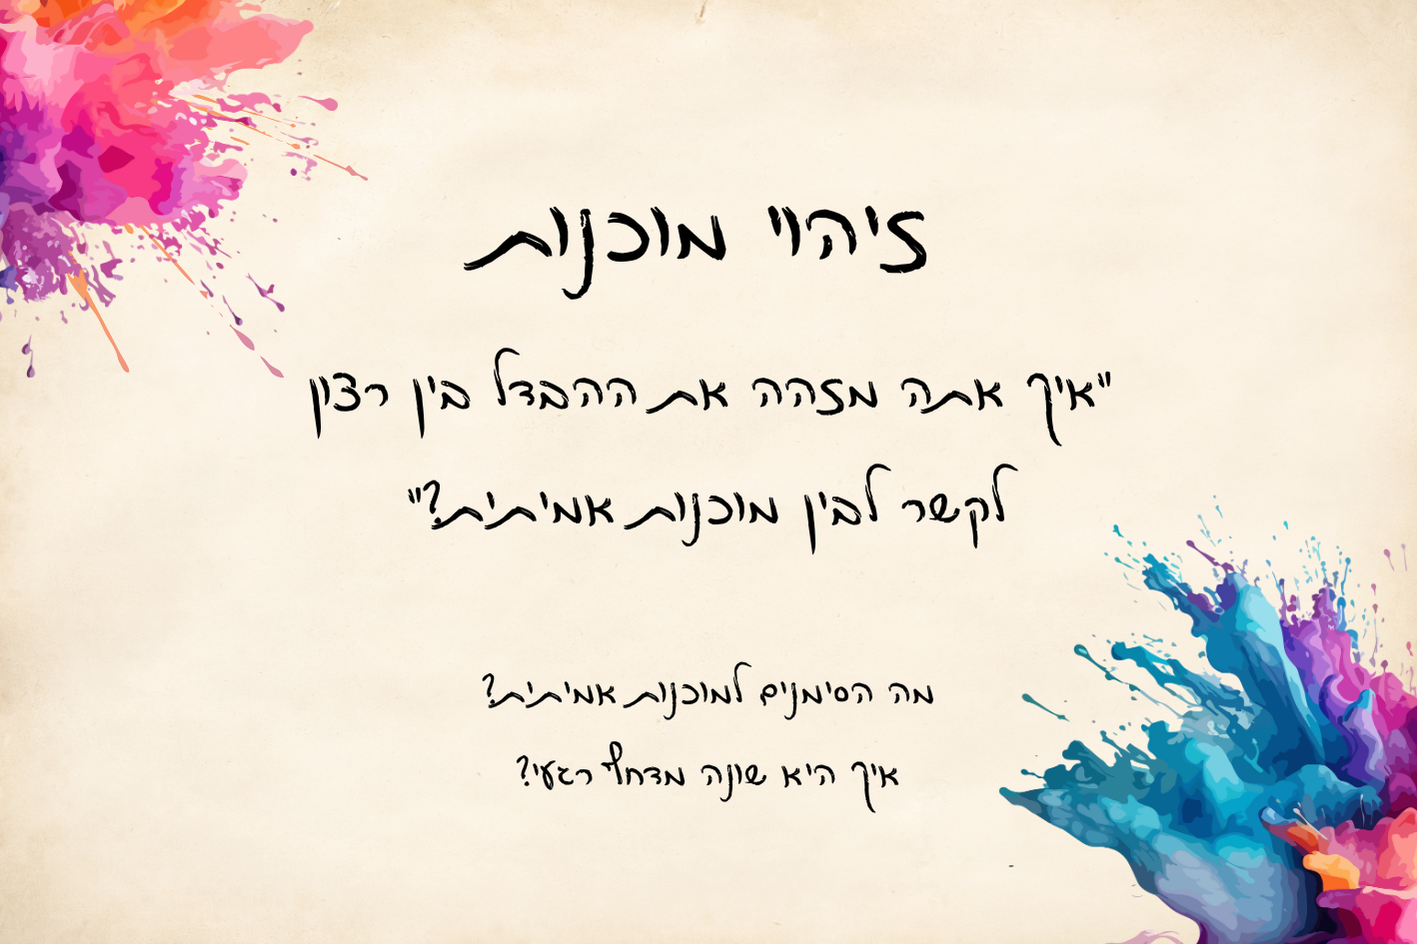 זיהוי מוכנות
"איך אתה מזהה את ההבדל בין רצון
לקשר לבין מוכנות אמיתית?"
מה הסימנים למוכנות אמיתית?
איך היא שונה מדחף רגעי?